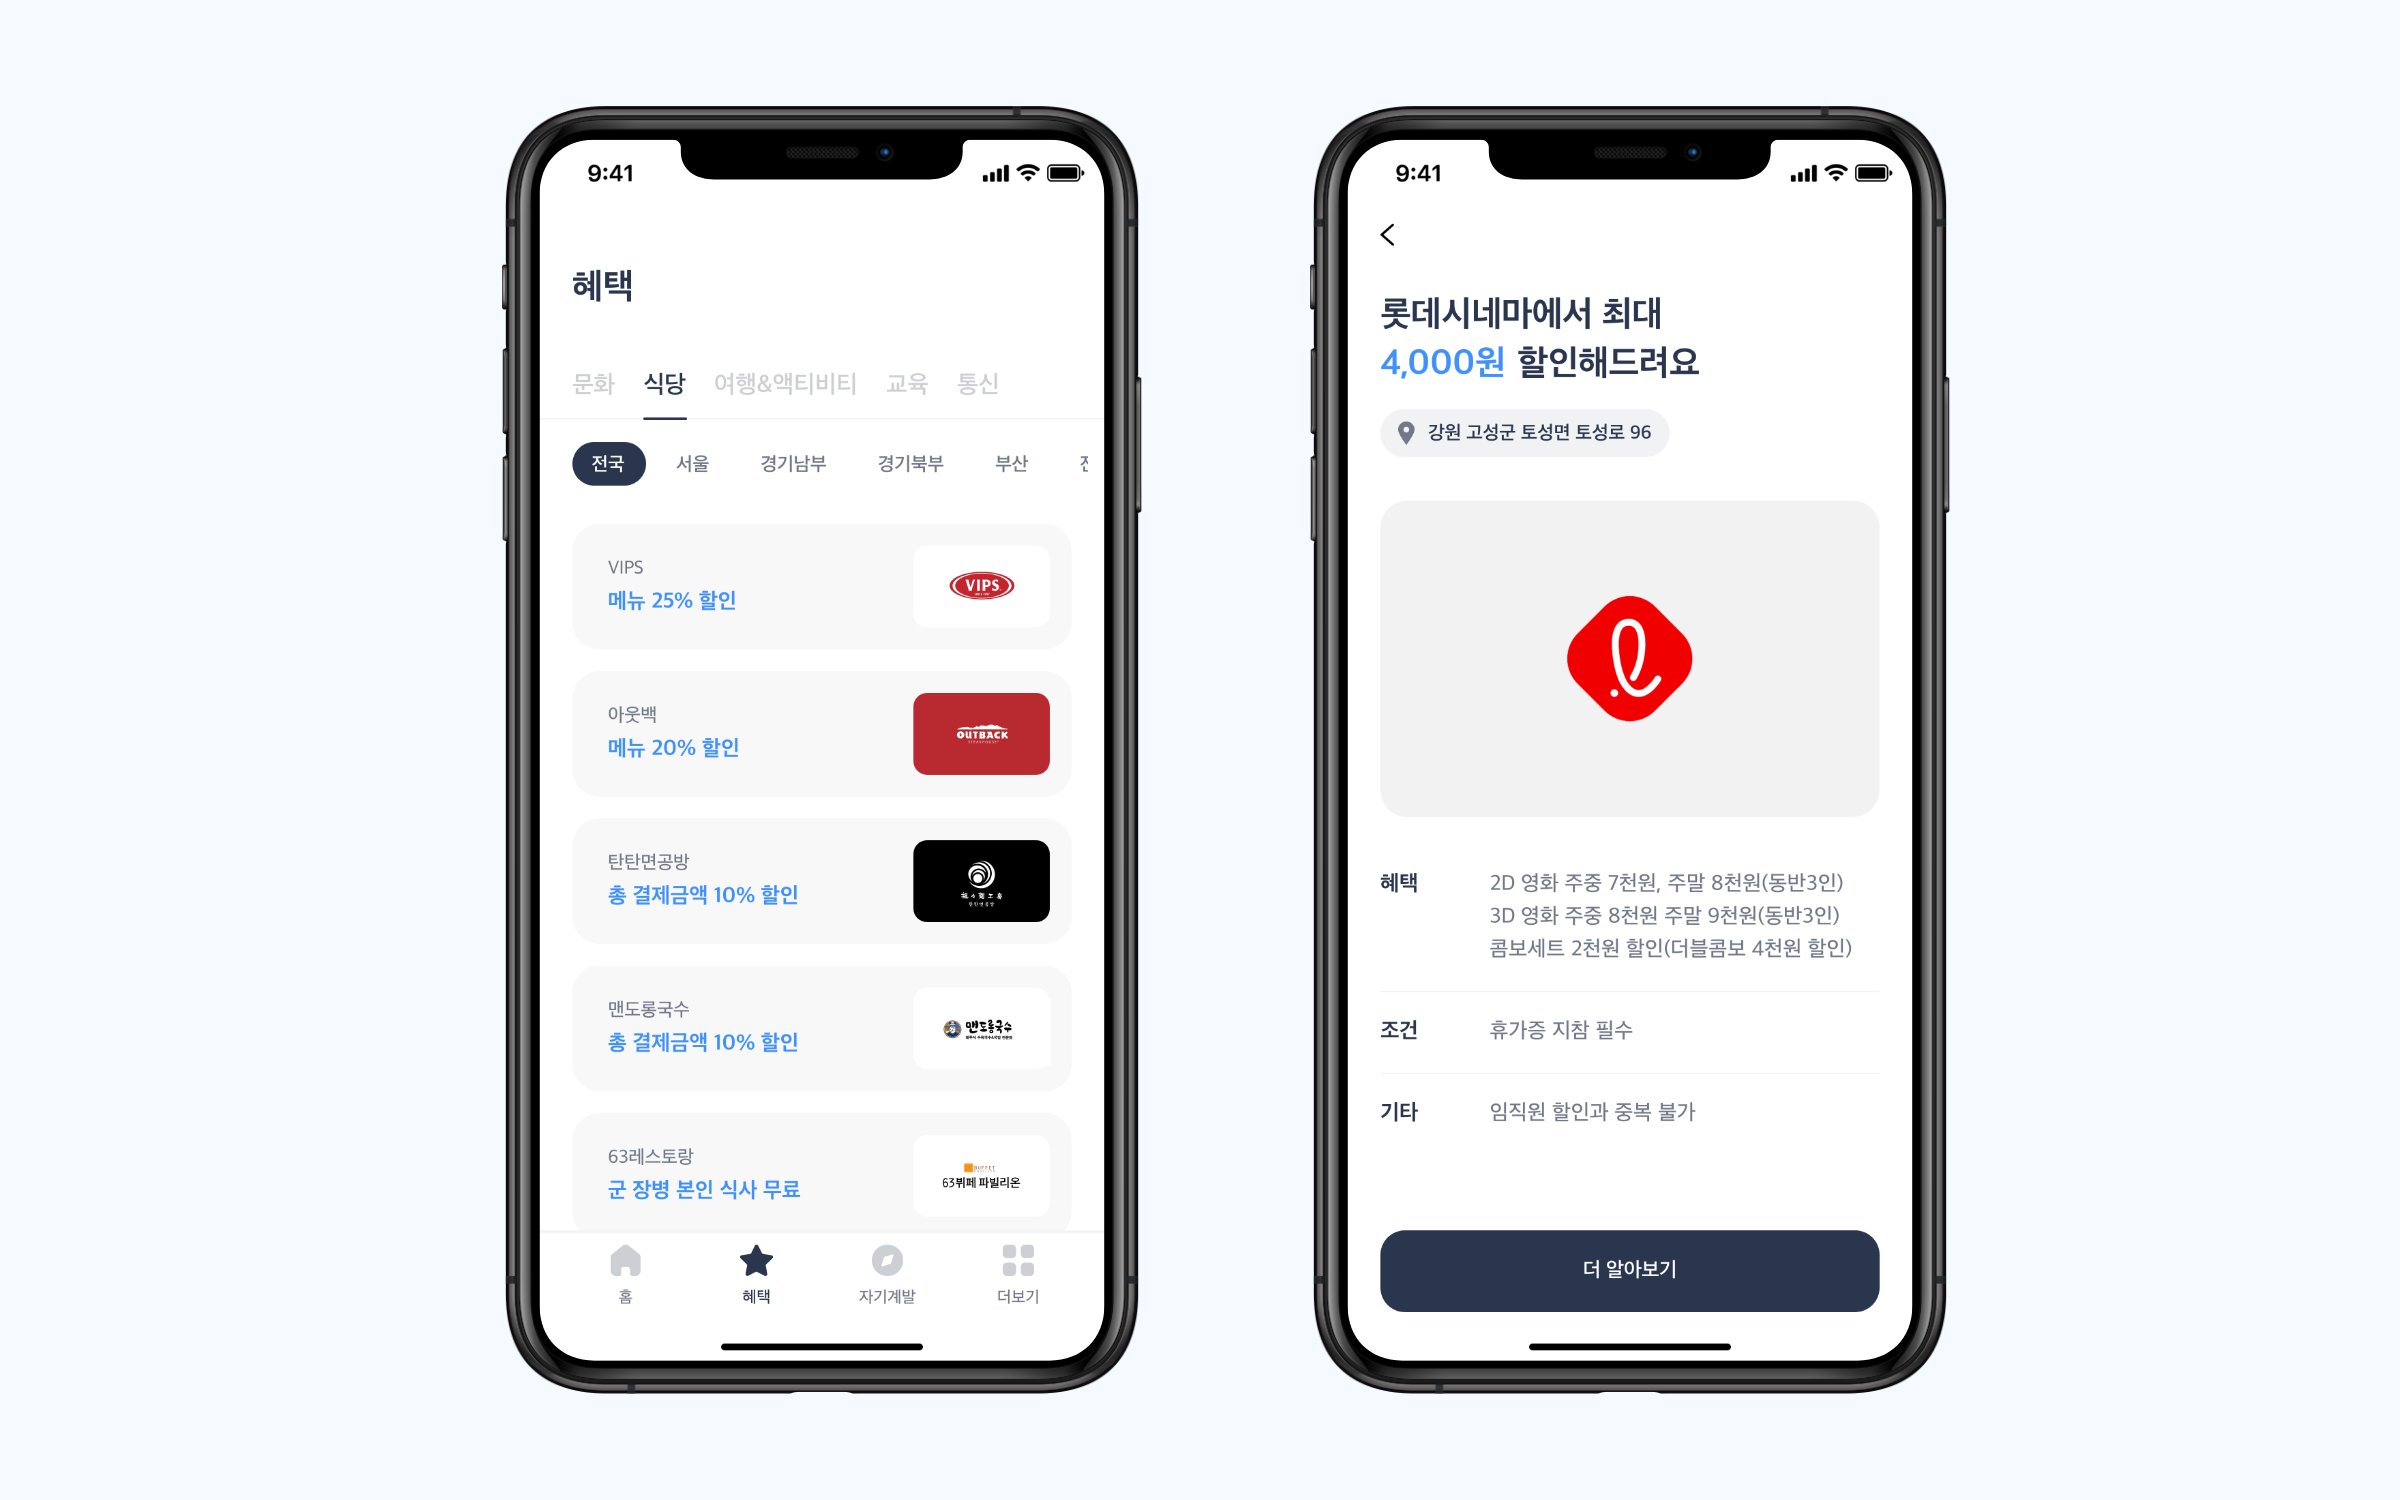 9:41
혜택
문화 식당 여행&액티비티 교육 통신
전국 서울 경기남부 경기북부 부산
VIPS
메뉴 25% 할인
VIPS
아웃백
메뉴 20% 할인
OUTBACK
탄탄면공방
총 결제금액 10% 할인
탄탄면공방
맨도롱국수
총 결제금액 10% 할인
맨도롱국수
63레스토랑
군 장병 본인 식사 무료
BUFFET
63뷔페 파빌리온
홈 혜택 자기계발 더보기
9:41
롯데시네마에서 최대
4,000원 할인해드려요
강원 고성군 토성면 토성로 96
혜택 2D 영화 주중 7천원, 주말 8천원(동반3인)
3D 영화 주중 8천원 주말 9천원(동반3인)
콤보세트 2천원 할인(더블콤보 4천원 할인)
조건 휴가증 지참 필수
기타 임직원 할인과 중복 불가
더 알아보기